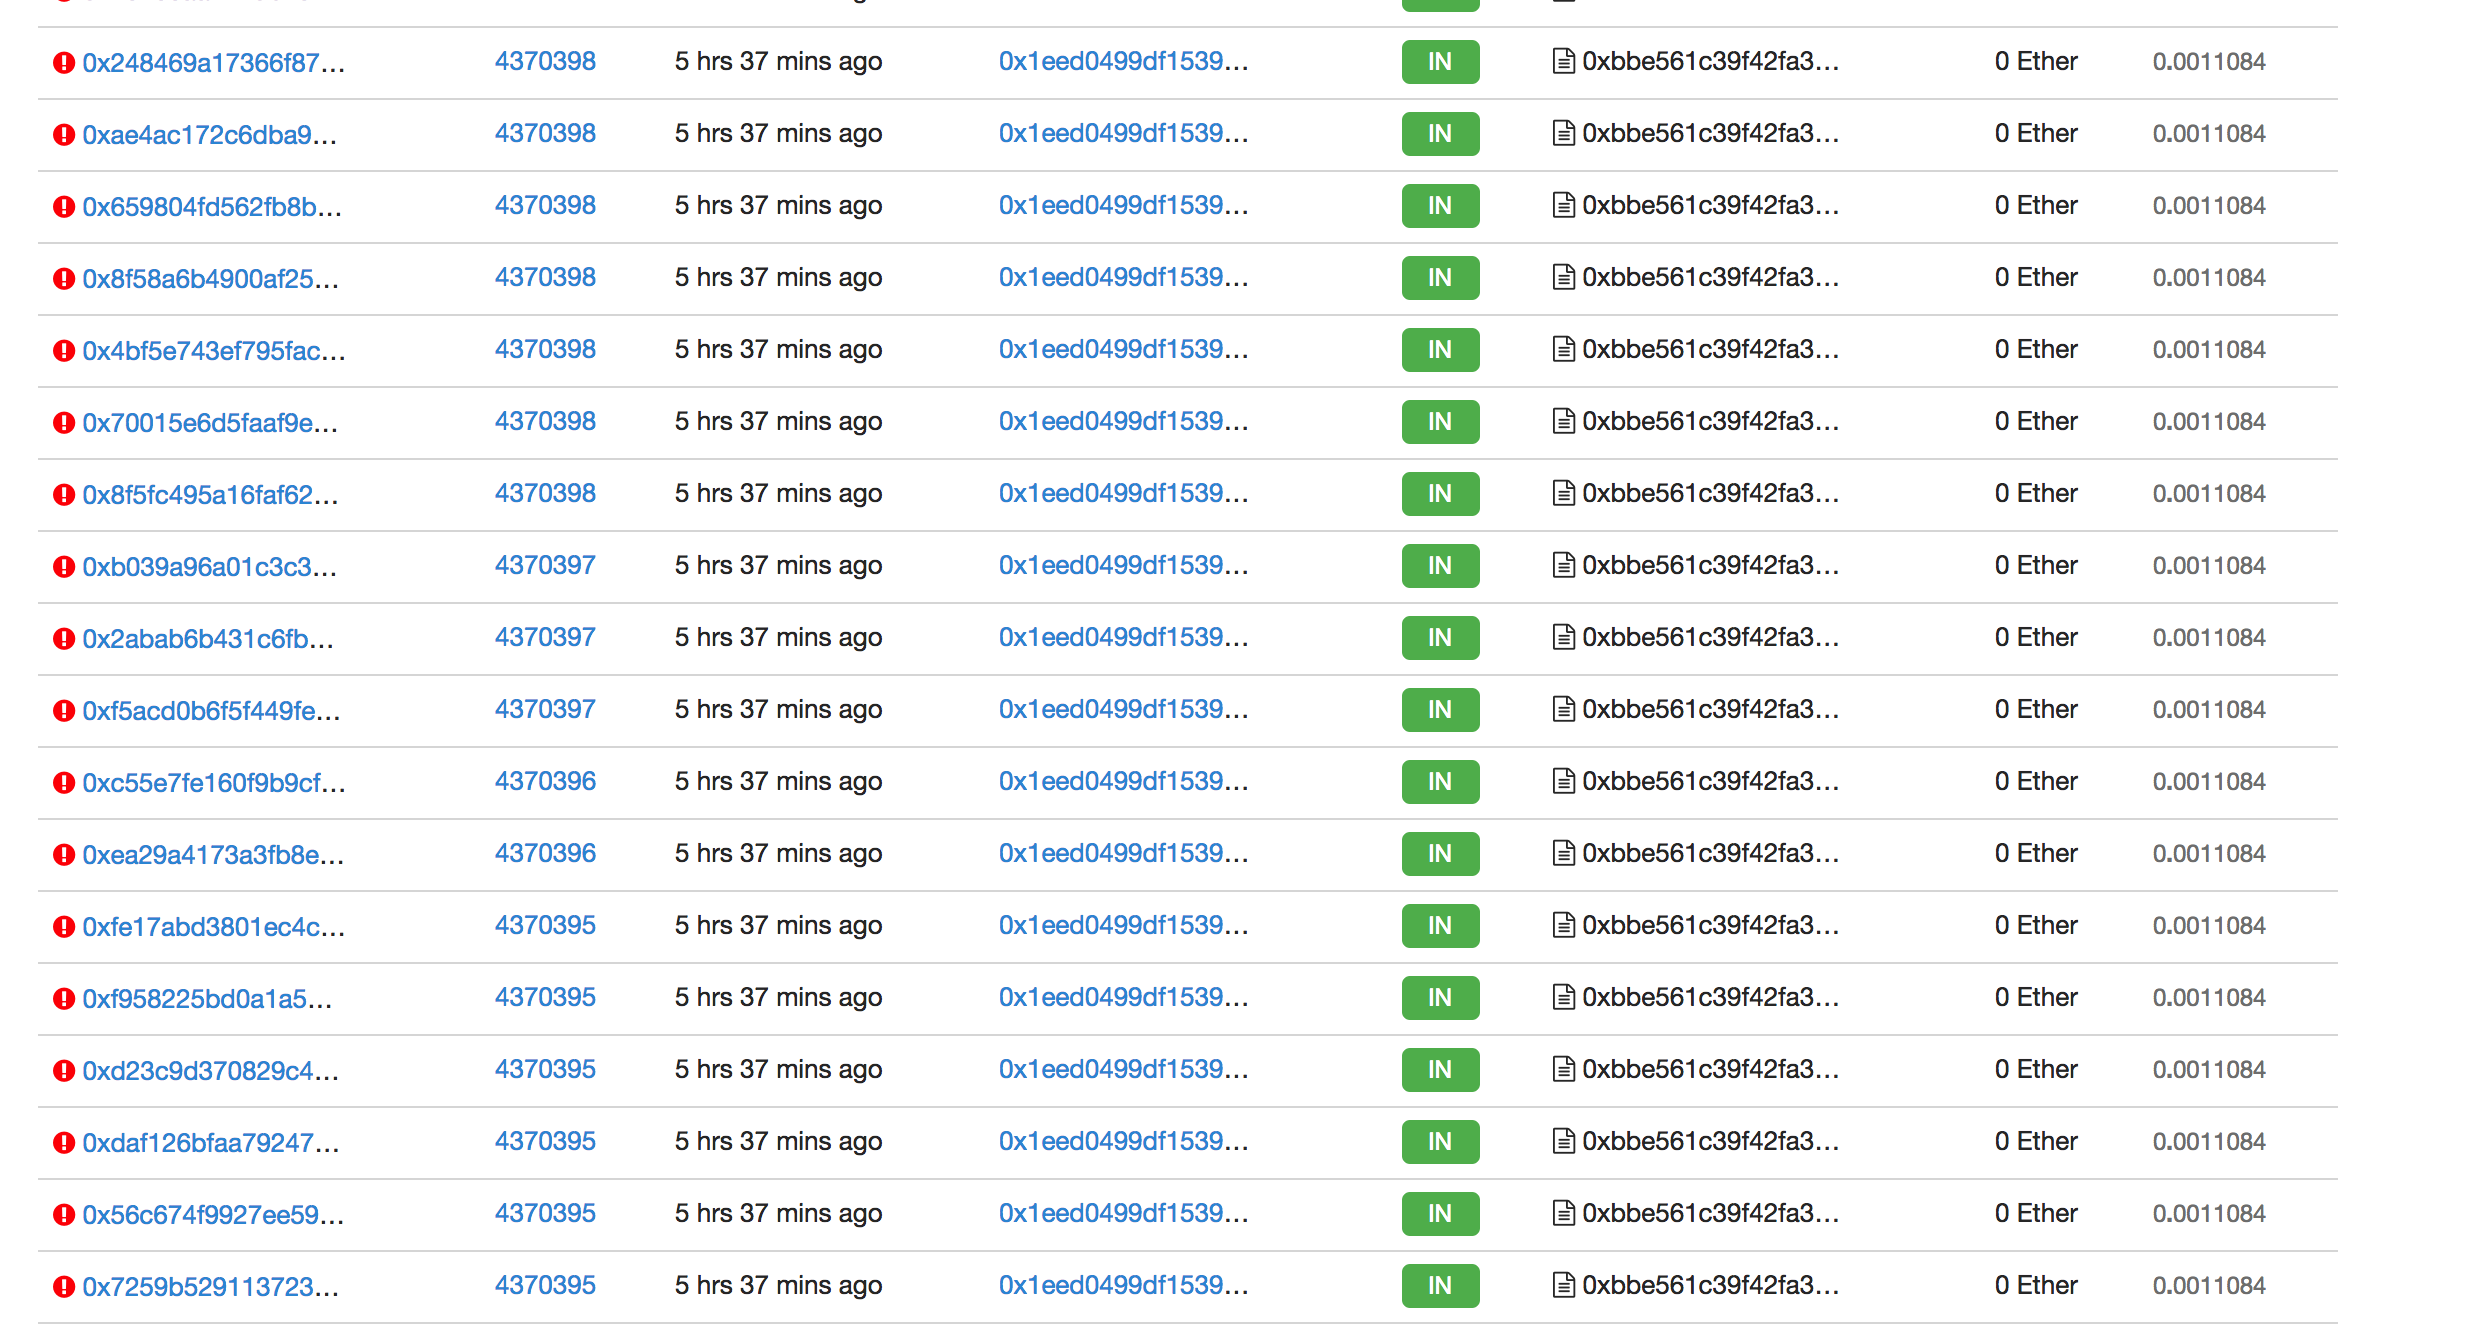 0x248469a17366f87... 4370398 5 hrs 37 mins ago 0x1eed0499df1539... IN 0xbbe561c39f42fa3... 0 Ether 0.0011084
0xae4ac172c6dba9... 4370398 5 hrs 37 mins ago 0x1eed0499df1539... IN 0xbbe561c39f42fa3... 0 Ether 0.0011084
0x659804fd562fb8b... 4370398 5 hrs 37 mins ago 0x1eed0499df1539... IN 0xbbe561c39f42fa3... 0 Ether 0.0011084
0x8f58a6b4900af25... 4370398 5 hrs 37 mins ago 0x1eed0499df1539... IN 0xbbe561c39f42fa3... 0 Ether 0.0011084
0x4bf5e743ef795fac... 4370398 5 hrs 37 mins ago 0x1eed0499df1539... IN 0xbbe561c39f42fa3... 0 Ether 0.0011084
0x70015e6d5faaf9e... 4370398 5 hrs 37 mins ago 0x1eed0499df1539... IN 0xbbe561c39f42fa3... 0 Ether 0.0011084
0x8f5fc495a16faf62... 4370398 5 hrs 37 mins ago 0x1eed0499df1539... IN 0xbbe561c39f42fa3... 0 Ether 0.0011084
0xb039a96a01c3c3... 4370397 5 hrs 37 mins ago 0x1eed0499df1539... IN 0xbbe561c39f42fa3... 0 Ether 0.0011084
0x2abab6b431c6fb... 4370397 5 hrs 37 mins ago 0x1eed0499df1539... IN 0xbbe561c39f42fa3... 0 Ether 0.0011084
0xf5acd0b6f5f449fe... 4370397 5 hrs 37 mins ago 0x1eed0499df1539... IN 0xbbe561c39f42fa3... 0 Ether 0.0011084
0xc55e7fe160f9b9cf... 4370396 5 hrs 37 mins ago 0x1eed0499df1539... IN 0xbbe561c39f42fa3... 0 Ether 0.0011084
0xea29a4173a3fb8e... 4370396 5 hrs 37 mins ago 0x1eed0499df1539... IN 0xbbe561c39f42fa3... 0 Ether 0.0011084
0xfe17abd3801ec4c... 4370395 5 hrs 37 mins ago 0x1eed0499df1539... IN 0xbbe561c39f42fa3... 0 Ether 0.0011084
0xf958225bd0a1a5... 4370395 5 hrs 37 mins ago 0x1eed0499df1539... IN 0xbbe561c39f42fa3... 0 Ether 0.0011084
0xd23c9d370829c4... 4370395 5 hrs 37 mins ago 0x1eed0499df1539... IN 0xbbe561c39f42fa3... 0 Ether 0.0011084
0xdaf126bfaa79247... 4370395 5 hrs 37 mins ago 0x1eed0499df1539... IN 0xbbe561c39f42fa3... 0 Ether 0.0011084
0x56c674f9927ee59... 4370395 5 hrs 37 mins ago 0x1eed0499df1539... IN 0xbbe561c39f42fa3... 0 Ether 0.0011084
0x7259b529113723... 4370395 5 hrs 37 mins ago 0x1eed0499df1539... IN 0xbbe561c39f42fa3... 0 Ether 0.0011084